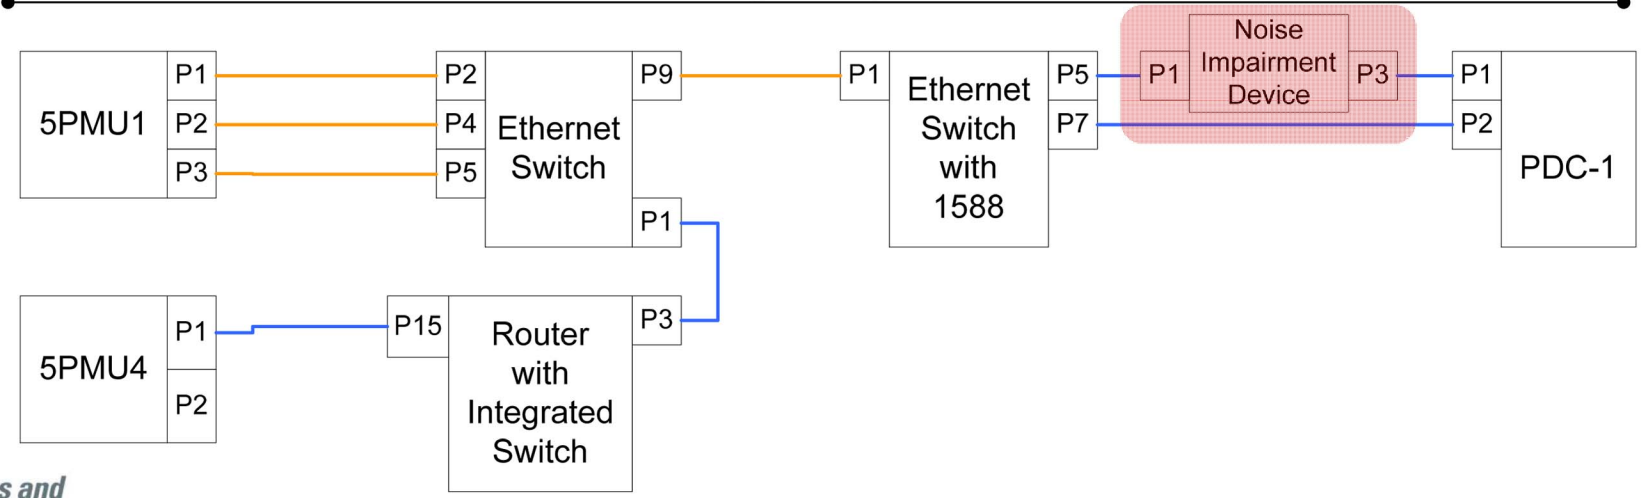 5PMU1
P1
P2
P3
P2
P4
P5
Ethernet
Switch
P9
P1
P1
Ethernet
Switch
with
1588
P5
P7
P1
Noise
Impairment
Device
P3
P1
P2
PDC-1
5PMU4
P1
P2
P15
Router
with
Integrated
Switch
P3
s and